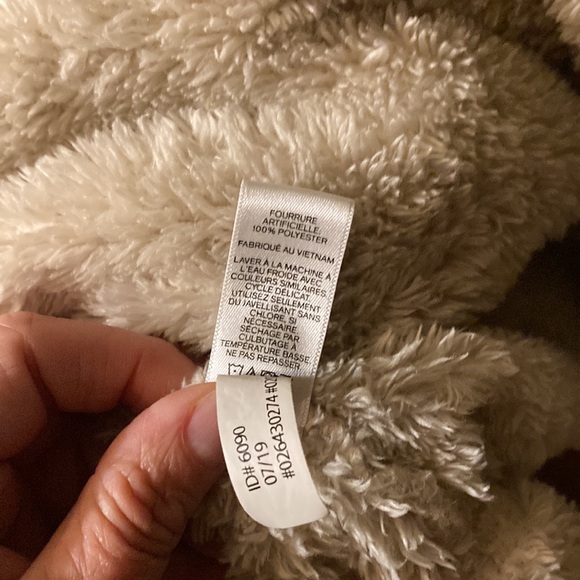 FOURRURE
ARTIFICIELLE:
100% POLYESTER
FABRIQUÉ AU VIETNAM
LAVER À LA MACHINE À
L'EAU FROIDE AVEC
COULEURS SIMILAIRES,
CYCLE DÉLICAT.
UTILISEZ SEULEMENT
DU JAVELLISANT SANS
CHLORE, SI
NÉCESSAIRE.
SÉCHAGE PAR
CULBUTAGE À
TEMPÉRATURE BASSE.
NE PAS REPASSER
ID# 6090
07/19
#026430274